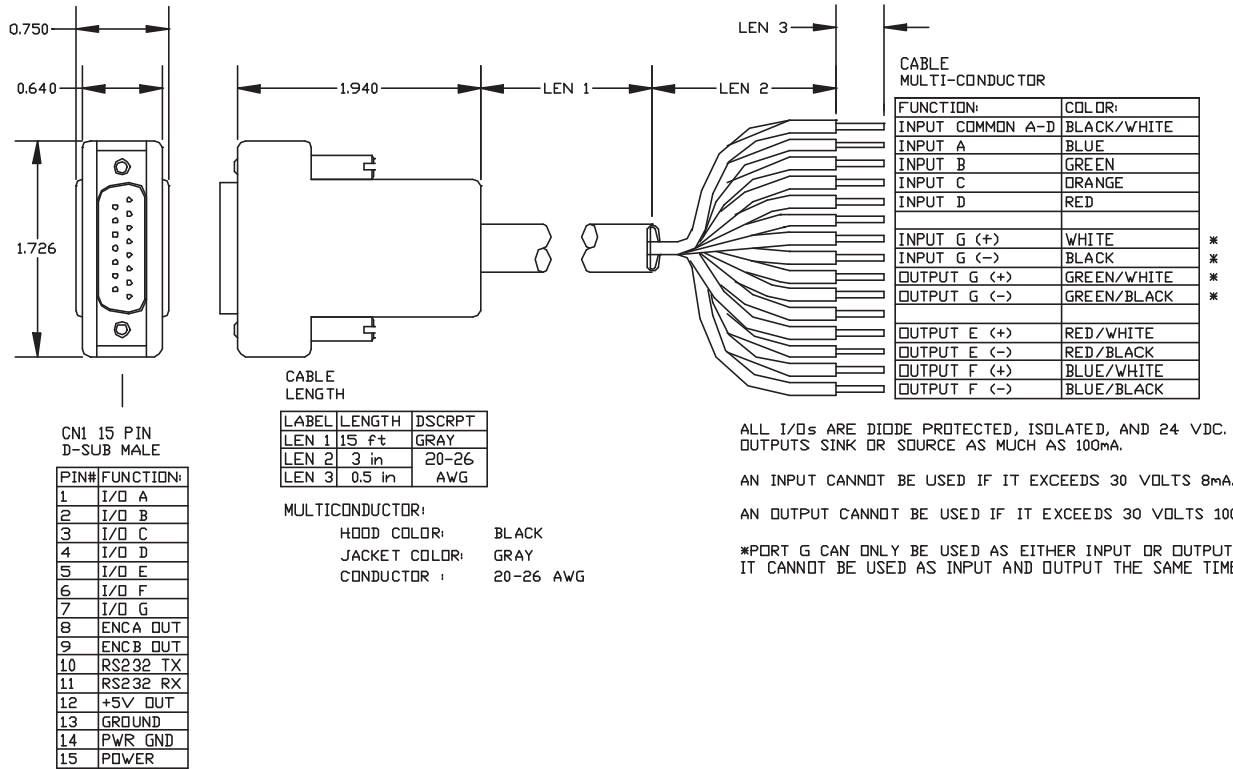 0.750
LEN 3
0.640
1.940
LEN 1
LEN 2
1.726
CABLE
MULTI-CONDUCTOR
FUNCTION: COLOR:
INPUT COMMON A-D BLACK/WHITE
INPUT A BLUE
INPUT B GREEN
INPUT C ORANGE
INPUT D RED
INPUT G (+) WHITE *
INPUT G (-) BLACK *
OUTPUT G (+) GREEN/WHITE *
OUTPUT G (-) GREEN/BLACK *
OUTPUT E (+) RED/WHITE
OUTPUT E (-) RED/BLACK
OUTPUT F (+) BLUE/WHITE
OUTPUT F (-) BLUE/BLACK
CABLE
LENGTH
LABEL LENGTH DSCRPT
LEN 1 15 ft GRAY
LEN 2 3 in 20-26
LEN 3 0.5 in AWG
MULTICONDUCTOR:
HOOD COLOR: BLACK
JACKET COLOR: GRAY
CONDUCTOR : 20-26 AWG
CN1 15 PIN
D-SUB MALE
PIN# FUNCTION:
1 I/O A
2 I/O B
3 I/O C
4 I/O D
5 I/O E
6 I/O F
7 I/O G
8 ENCA OUT
9 ENCB OUT
10 RS232 TX
11 RS232 RX
12 +5V OUT
13 GROUND
14 PWR GND
15 POWER
ALL I/Os ARE DIODE PROTECTED, ISOLATED, AND 24 VDC.
OUTPUTS SINK OR SOURCE AS MUCH AS 100mA.
AN INPUT CANNOT BE USED IF IT EXCEEDS 30 VOLTS 8mA.
AN OUTPUT CANNOT BE USED IF IT EXCEEDS 30 VOLTS
*PORT G CAN ONLY BE USED AS EITHER INPUT OR OUTPUT
IT CANNOT BE USED AS INPUT AND OUTPUT THE SAME